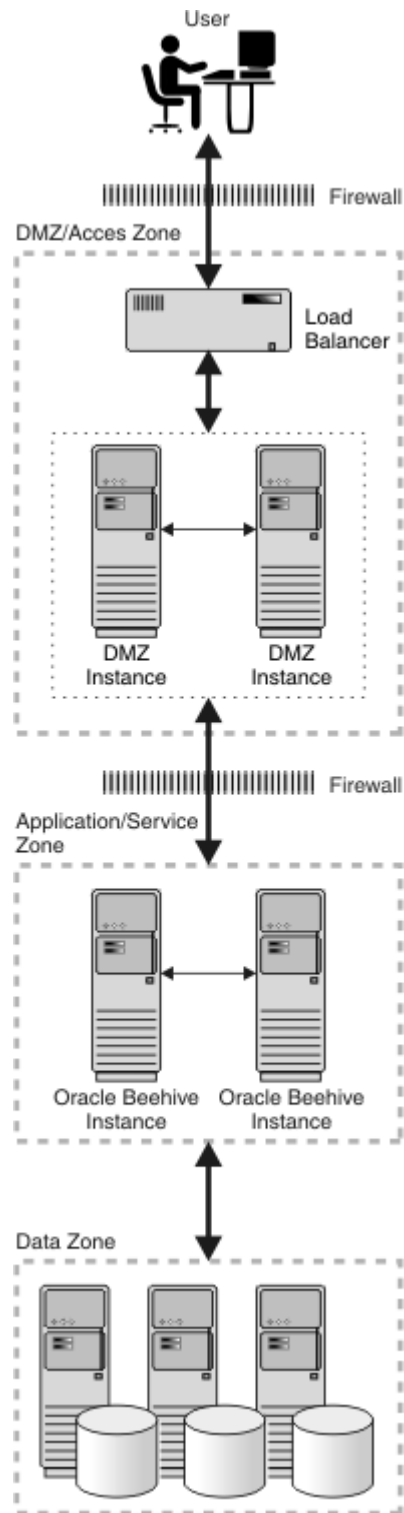 User
Firewall
DMZ/Acces Zone
Load
Balancer
DMZ
Instance
DMZ
Instance
Firewall
Application/Service
Zone
Oracle Beehive
Instance
Oracle Beehive
Instance
Data Zone